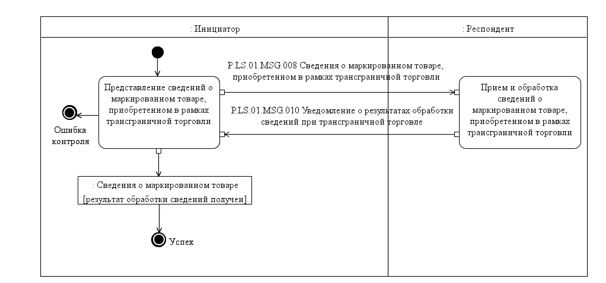 : Инициатор
: Респондент
P.LS.01.MSG.008 Сведения о маркированном товаре,
приобретенном в рамках трансграничной торговли
Представление сведений о
маркированном товаре,
приобретенном в рамках
трансграничной торговли
Прием и обработка
сведений о
маркированном товаре,
приобретенном в рамках
трансграничной торговли
P.LS.01.MSG.010 Уведомление о результатах обработки
сведений при трансграничной торговле
Ошибка
контроля
: Сведения о маркированном товаре
[результат обработки сведений получен]
Успех